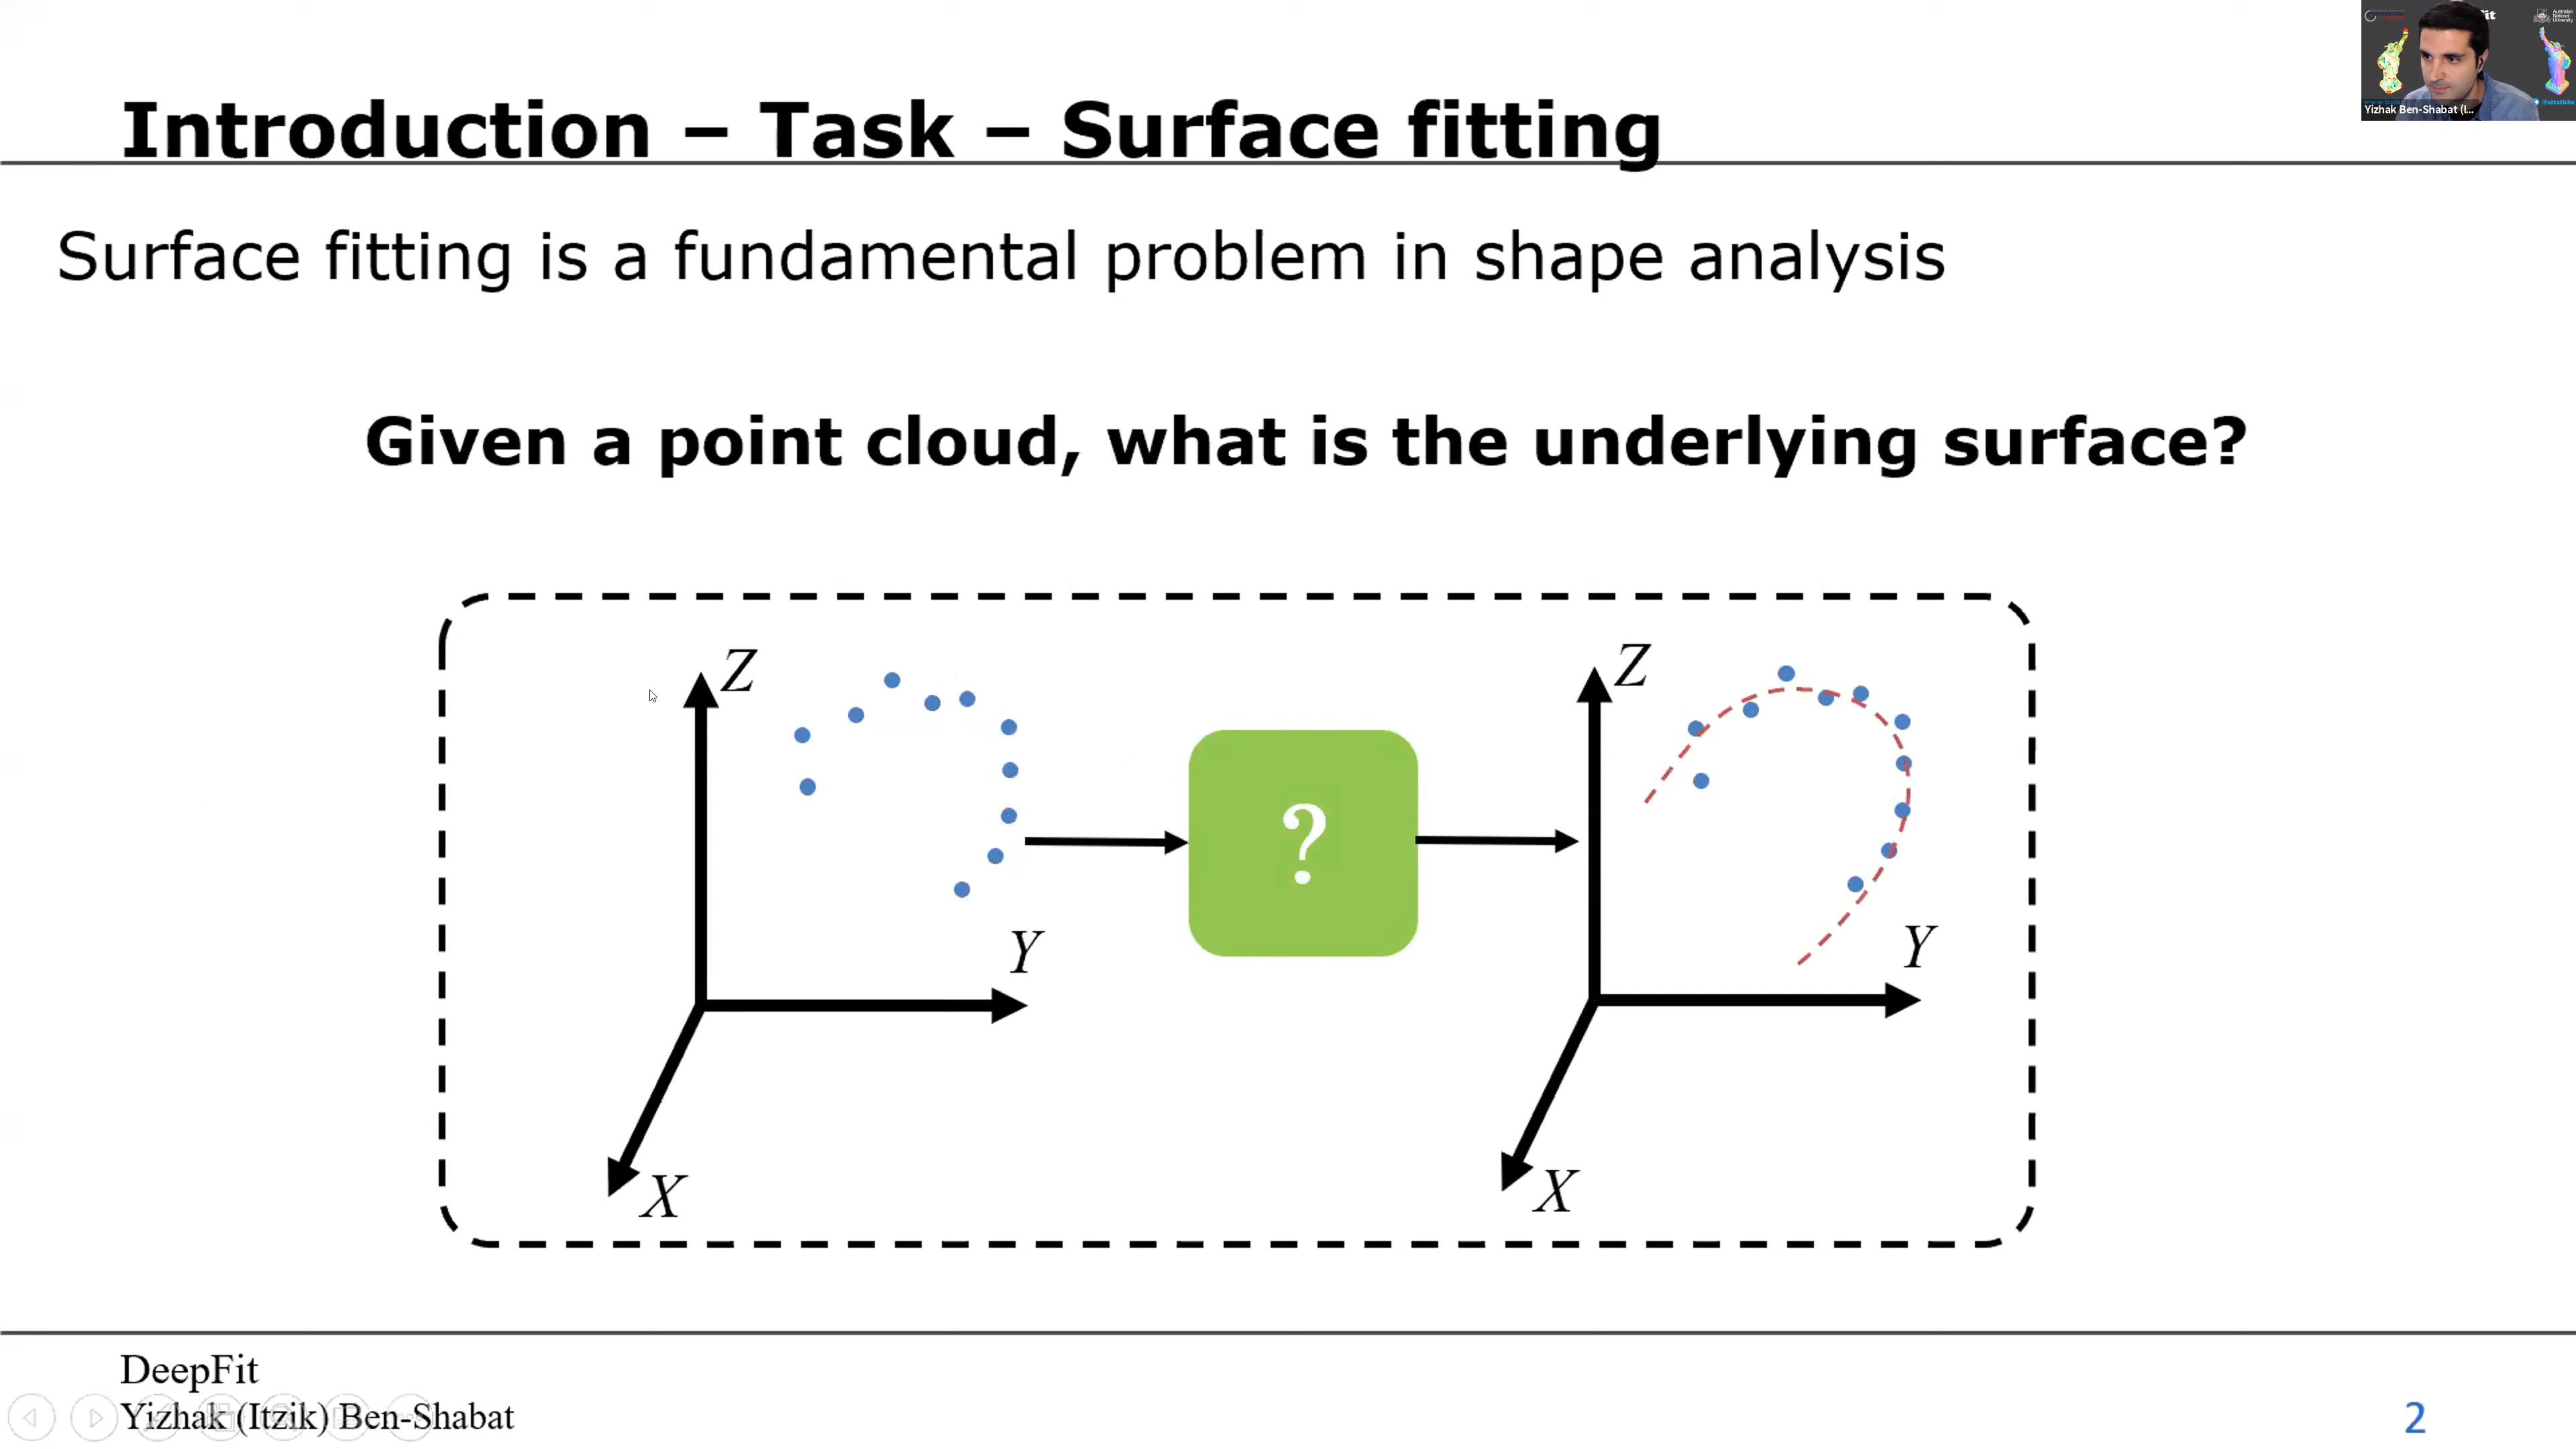 Introduction – Task – Surface fitting
Yizhak Ben-Shabat (I...
Surface fitting is a fundamental problem in shape analysis
Given a point cloud, what is the underlying surface?
Z
Y
X
?
Z
Y
X
DeepFit
Yizhak (Itzik) Ben-Shabat
2